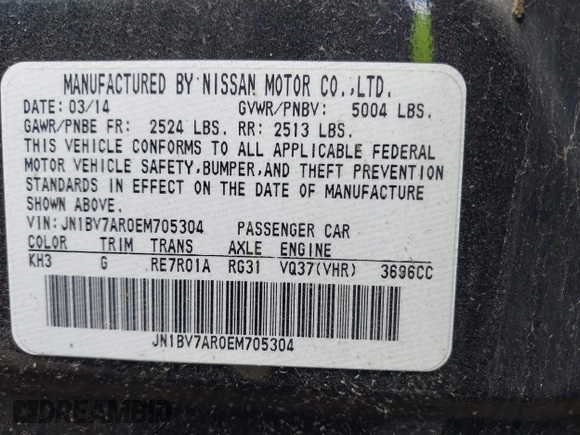 MANUFACTURED BY NISSAN MOTOR CO.,LTD.
DATE: 03/14 GVWR/PNBV: 5004 LBS.
GAWR/PNBE FR: 2524 LBS. RR: 2513 LBS.
THIS VEHICLE CONFORMS TO ALL APPLICABLE FEDERAL
MOTOR VEHICLE SAFETY,BUMPER,AND THEFT PREVENTION
STANDARDS IN EFFECT ON THE DATE OF MANUFACTURE
SHOWN ABOVE.
VIN: JN1BV7AR0EM705304 PASSENGER CAR
COLOR TRIM TRANS AXLE ENGINE
KH3 G RE7R01A RG31 VQ37(VHR) 3696CC
JN1BV7AR0EM705304
DREAMBID